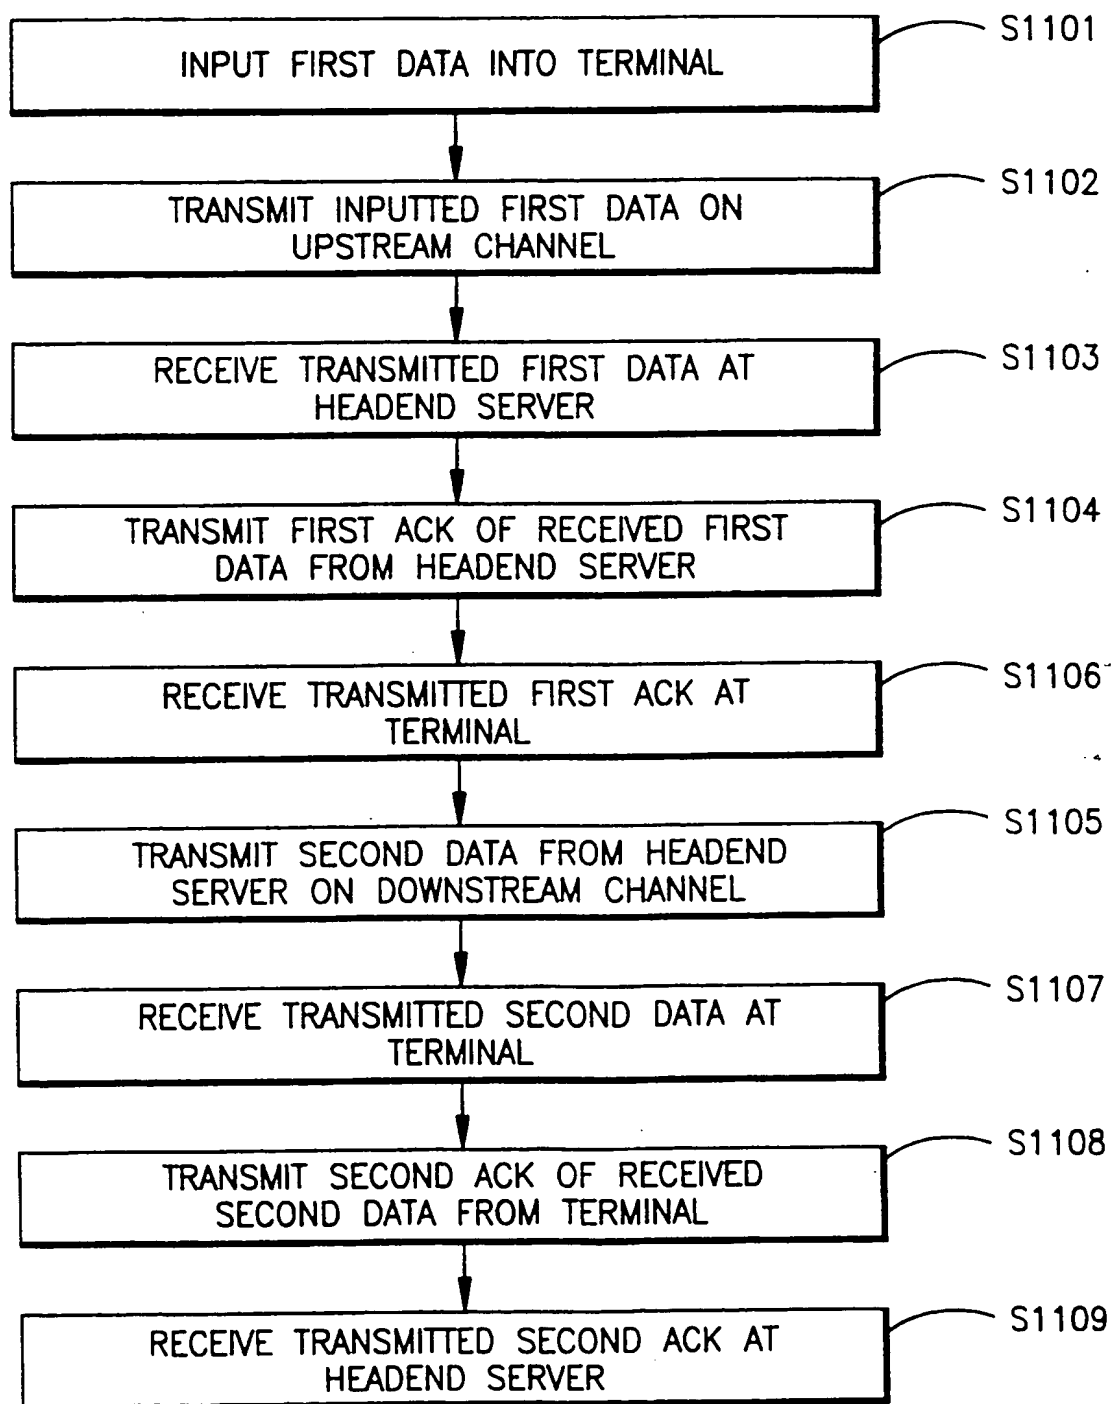 S1101
INPUT FIRST DATA INTO TERMINAL
S1102
TRANSMIT INPUTTED FIRST DATA ON
UPSTREAM CHANNEL
S1103
RECEIVE TRANSMITTED FIRST DATA AT
HEADEND SERVER
S1104
TRANSMIT FIRST ACK OF RECEIVED FIRST
DATA FROM HEADEND SERVER
S1106
RECEIVE TRANSMITTED FIRST ACK AT
TERMINAL
S1105
TRANSMIT SECOND DATA FROM HEADEND
SERVER ON DOWNSTREAM CHANNEL
S1107
RECEIVE TRANSMITTED SECOND DATA AT
TERMINAL
S1108
TRANSMIT SECOND ACK OF RECEIVED
SECOND DATA FROM TERMINAL
S1109
RECEIVE TRANSMITTED SECOND ACK AT
HEADEND SERVER